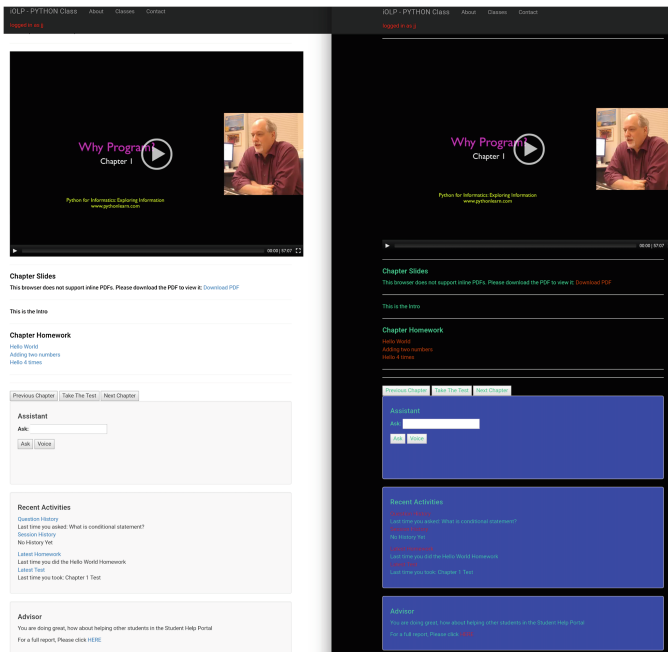 iOLP - PYTHON Class About Classes Contact
logged in as g
Why Program?
Chapter 1
Python for Informatics: Exploring Information
www.pythonlearn.com
00:00 | 57:07
Chapter Slides
This browser does not support inline PDFs. Please download the PDF to view it: Download PDF
This is the Intro
Chapter Homework
Hello World
Adding two numbers
Hello 4 times
Previous Chapter Take The Test Next Chapter
Assistant
Ask:
Ask Voice
Recent Activities
Question History
Last time you asked: What is conditional statement?
Session History
No History Yet
Latest Homework
Last time you did the Hello World Homework
Latest Test
Last time you took: Chapter 1 Test
Advisor
You are doing great, how about helping other students in the Student Help Portal
For a full report, Please click HERE
iOLP - PYTHON Class About Classes Contact
logged in as g
Why Program?
Chapter 1
Python for Informatics: Exploring Information
www.pythonlearn.com
00:00 | 57:07
Chapter Slides
This browser does not support inline PDFs. Please download the PDF to view it: Download PDF
This is the Intro
Chapter Homework
Hello World
Adding two numbers
Hello 4 times
Previous Chapter Take The Test Next Chapter
Assistant
Ask:
Ask Voice
Recent Activities
Last time you asked: What is conditional statement?
No History Yet
Last time you did the Hello World Homework
Last time you took: Chapter 1 Test
Advisor
You are doing great, how about helping other students in the Student Help Portal
For a full report, Please click